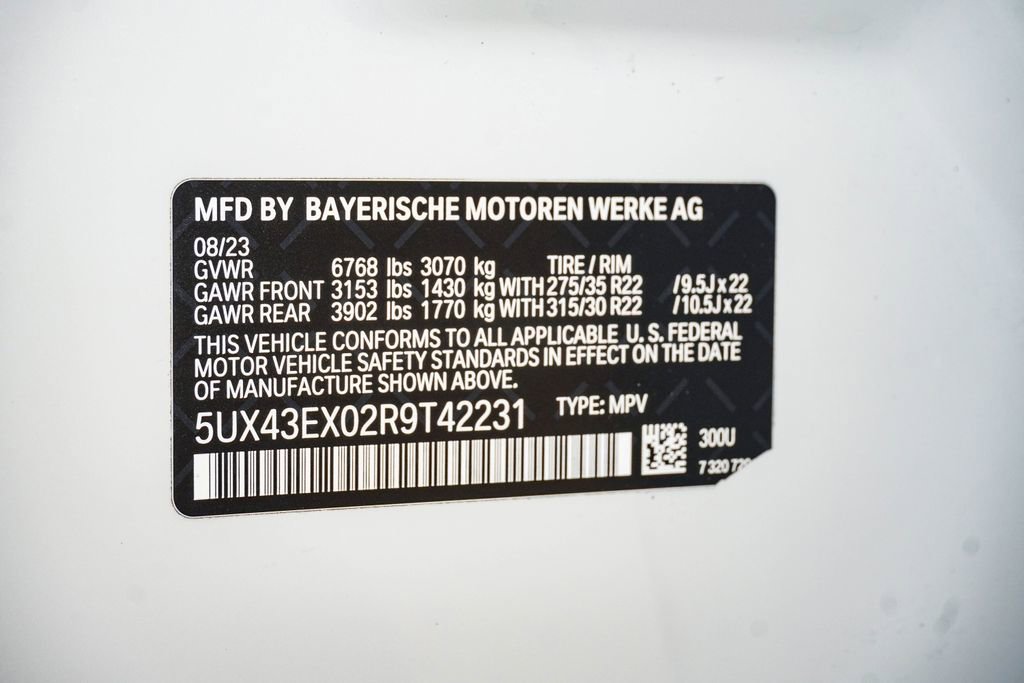 MFD BY BAYERISCHE MOTOREN WERKE AG
08/23
GVWR 6768 lbs 3070 kg TIRE / RIM
GAWR FRONT 3153 lbs 1430 kg WITH 275/35 R22 / 9.5J x 22
GAWR REAR 3902 lbs 1770 kg WITH 315/30 R22 / 10.5J x 22
THIS VEHICLE CONFORMS TO ALL APPLICABLE U. S. FEDERAL
MOTOR VEHICLE SAFETY STANDARDS IN EFFECT ON THE DATE
OF MANUFACTURE SHOWN ABOVE.
5UX43EX02R9T42231 TYPE: MPV
300U
7 320